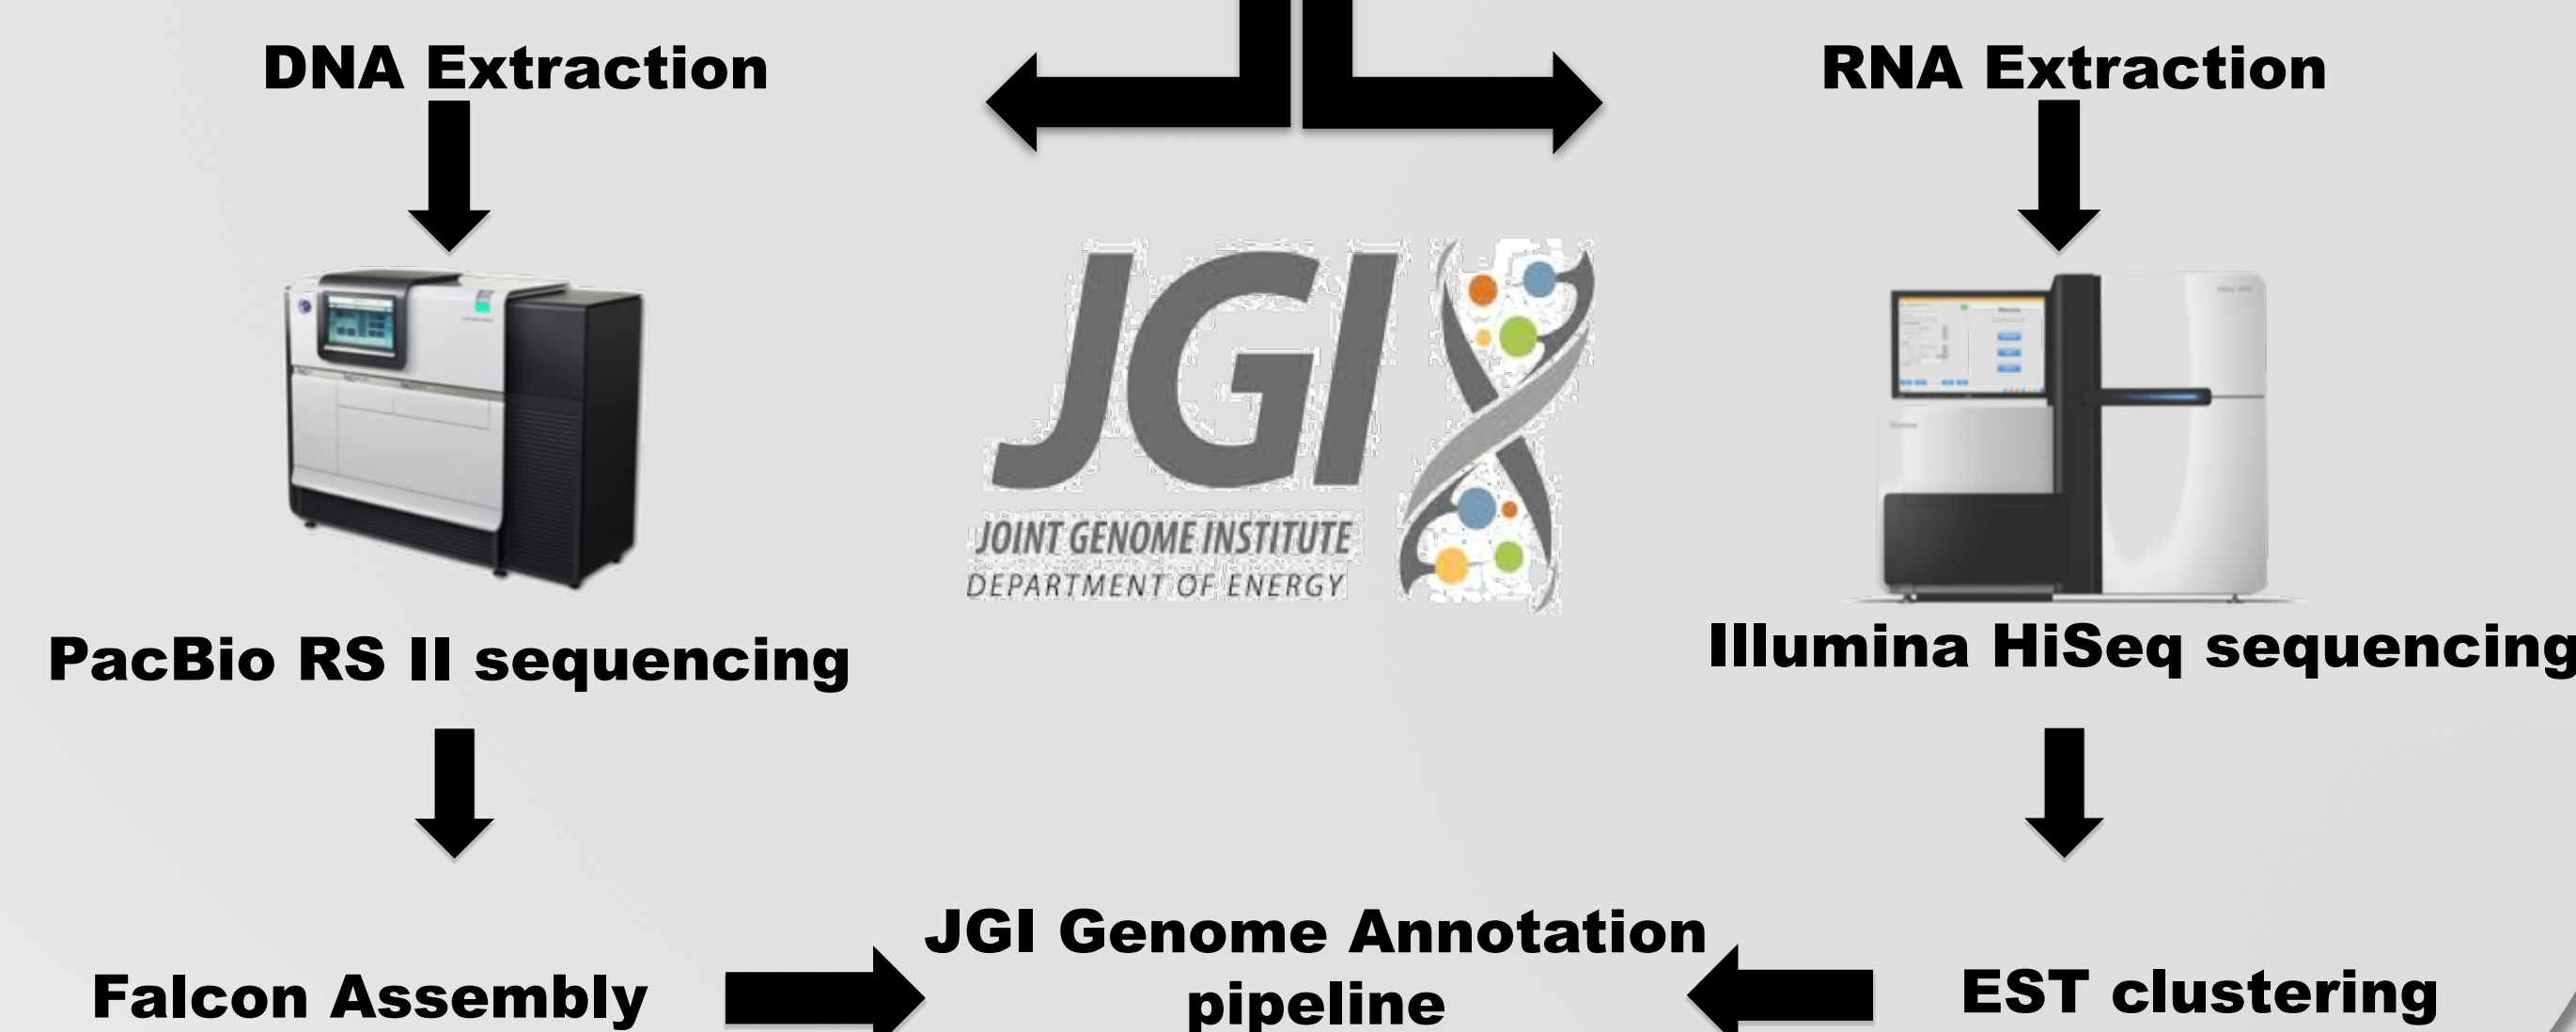 DNA Extraction
RNA Extraction
JGI
JOINT GENOME INSTITUTE
DEPARTMENT OF ENERGY
PacBio RS II sequencing
Illumina HiSeq sequencing
JGI Genome Annotation
pipeline
Falcon Assembly
EST clustering